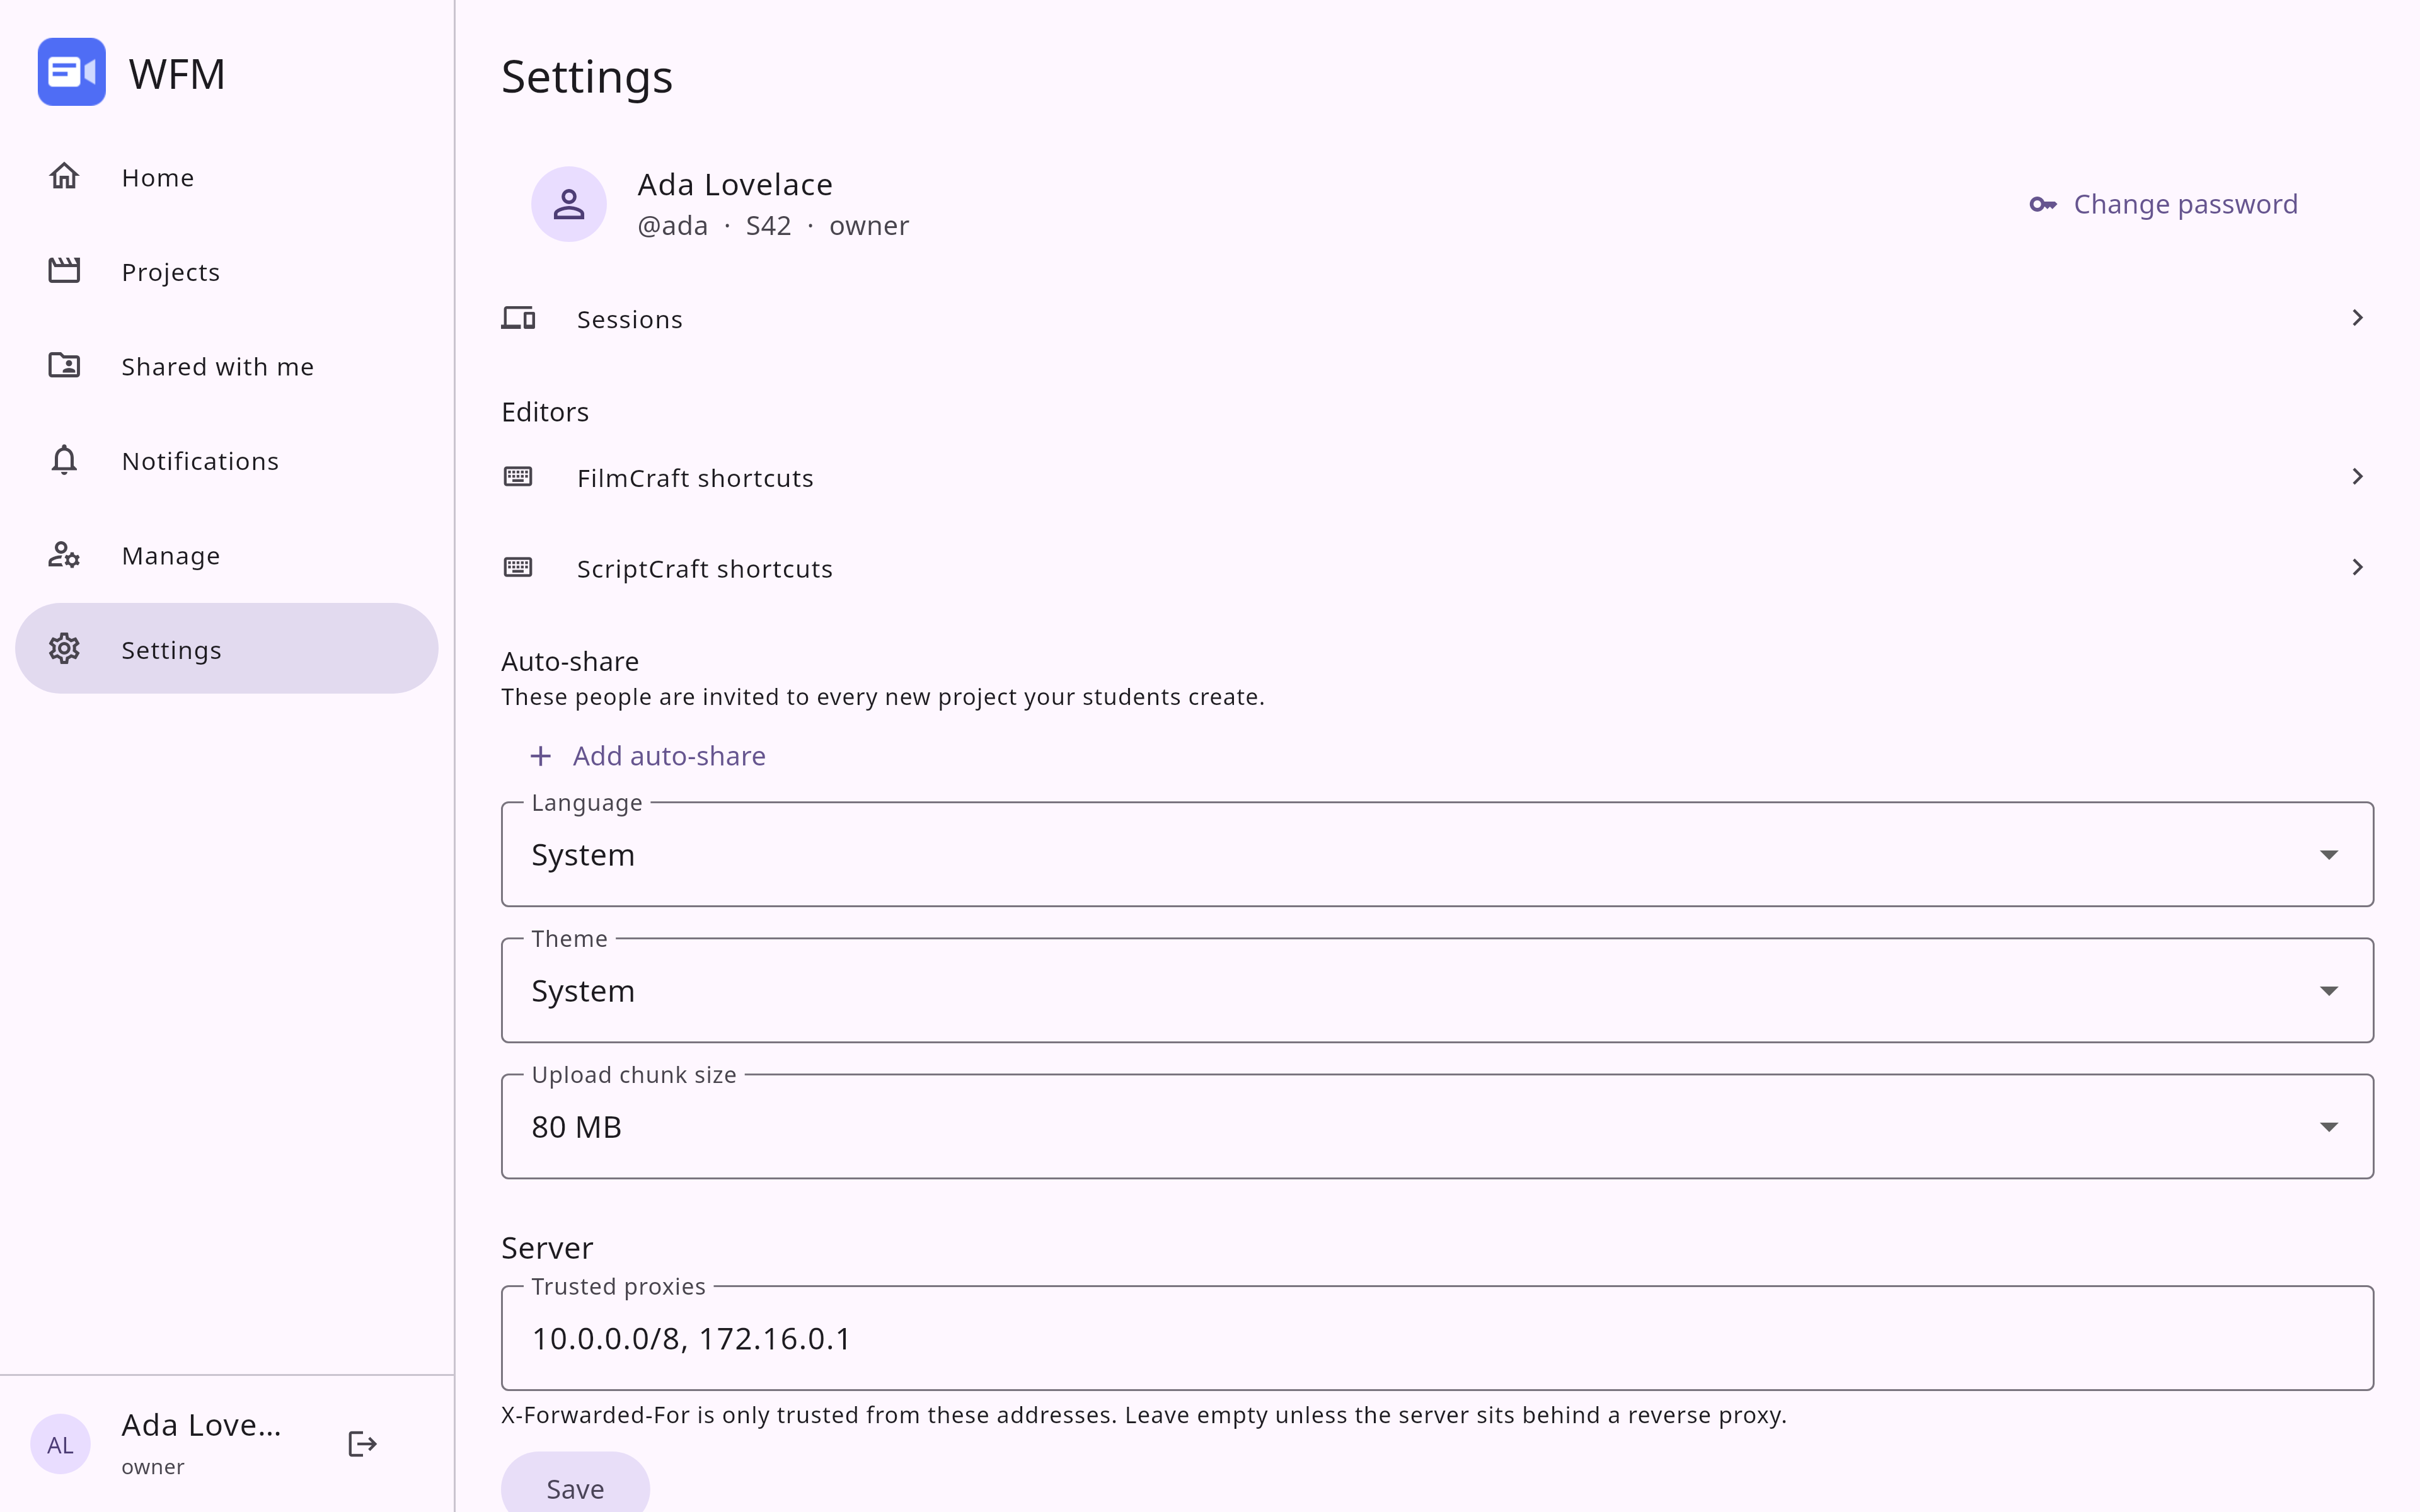 WFM
Home
Projects
Shared with me
Notifications
Manage
Settings
AL
Ada Love...
owner
Settings
Ada Lovelace
@ada · S42 · owner
Change password
Sessions
Editors
FilmCraft shortcuts
ScriptCraft shortcuts
Auto-share
These people are invited to every new project your students create.
Add auto-share
Language
System
Theme
System
Upload chunk size
80 MB
Server
Trusted proxies
10.0.0.0/8, 172.16.0.1
X-Forwarded-For is only trusted from these addresses. Leave empty unless the server sits behind a reverse proxy.
Save